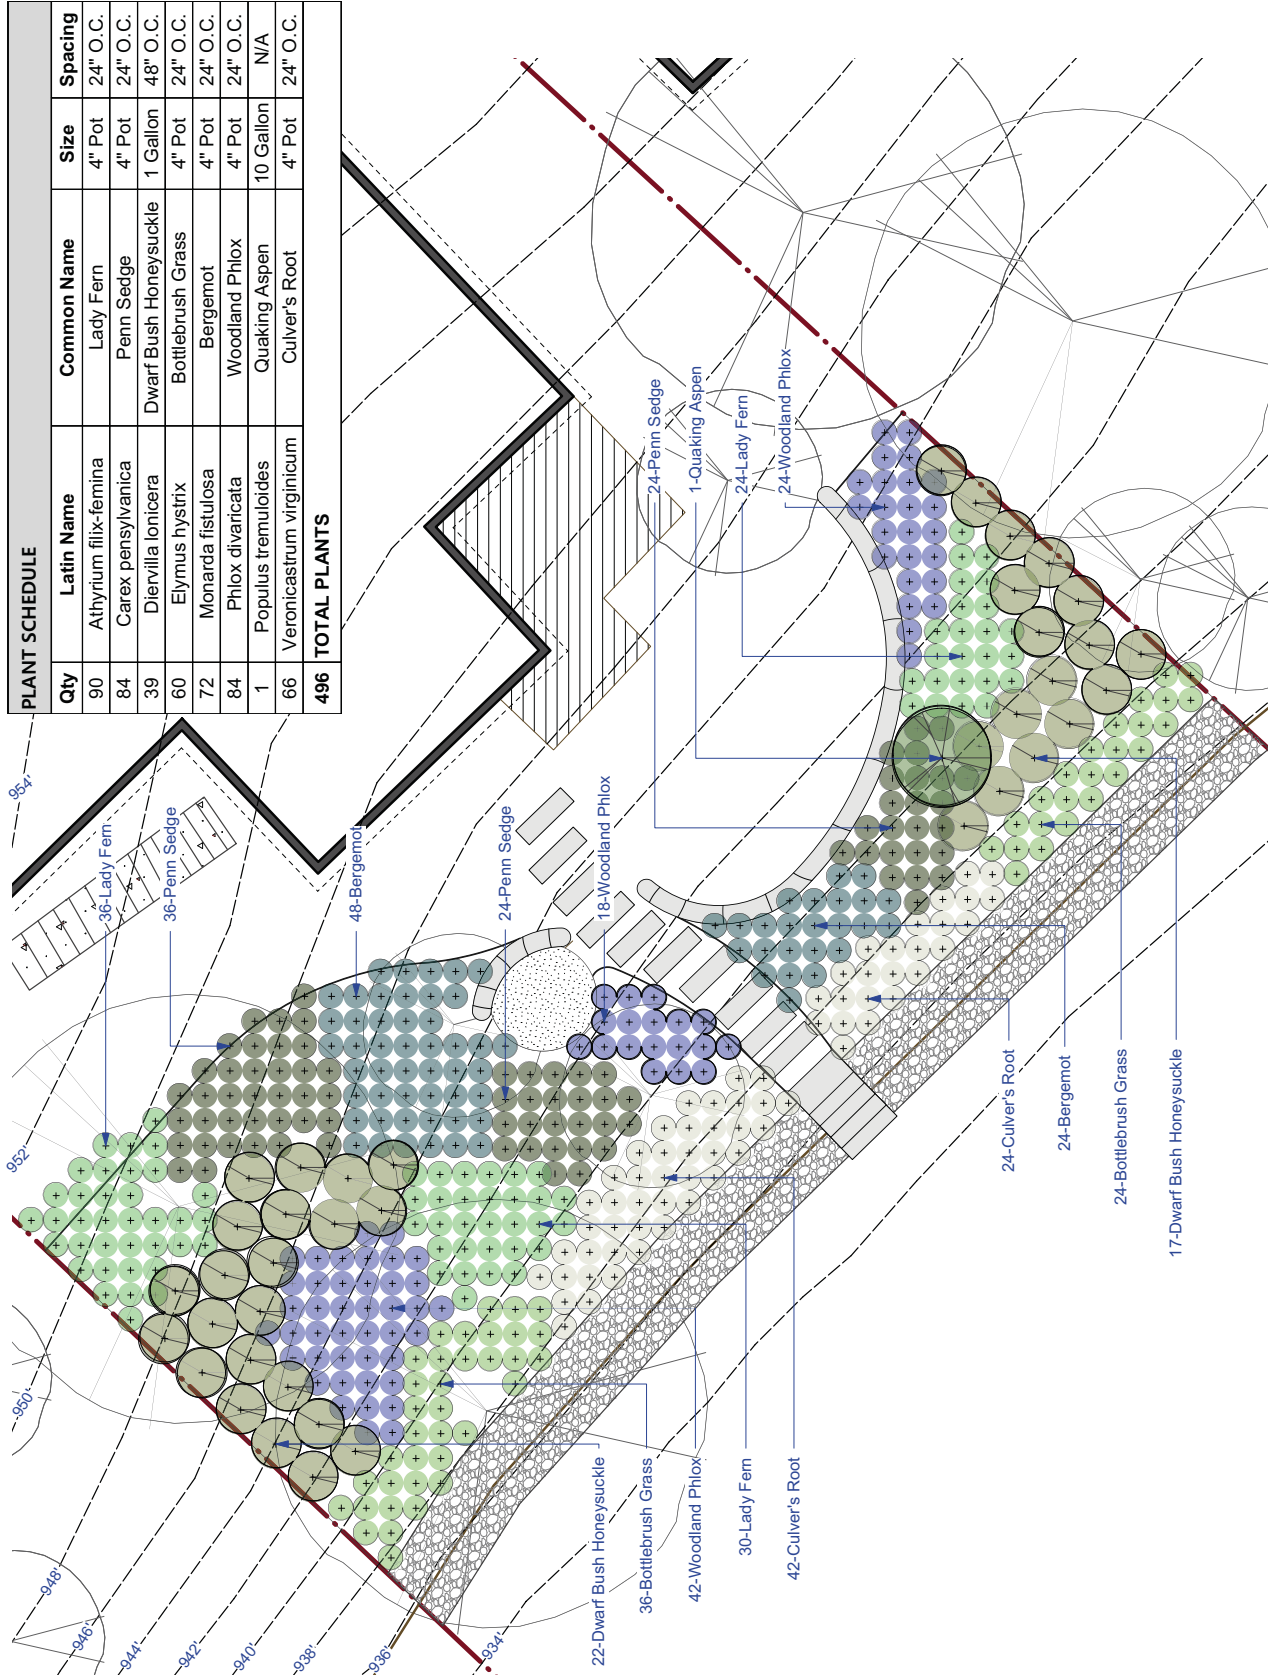 PLANT SCHEDULE
Qty Latin Name Common Name Size Spacing
90 Athyrium filix-femina Lady Fern 4" Pot 24" O.C.
84 Carex pensylvanica Penn Sedge 4" Pot 24" O.C.
39 Diervilla lonicera Dwarf Bush Honeysuckle 1 Gallon 48" O.C.
60 Elymus hystrix Bottlebrush Grass 4" Pot 24" O.C.
72 Monarda fistulosa Bergemot 4" Pot 24" O.C.
84 Phlox divaricata Woodland Phlox 4" Pot 24" O.C.
1 Populus tremuloides Quaking Aspen 10 Gallon N/A
66 Veronicastrum virginicum Culver's Root 4" Pot 24" O.C.
496 TOTAL PLANTS
954'
952'
950'
948'
946'
944'
942'
940'
938'
936'
934'
36-Lady Fern
36-Penn Sedge
48-Bergemot
24-Penn Sedge
18-Woodland Phlox
24-Penn Sedge
1-Quaking Aspen
24-Lady Fern
24-Woodland Phlox
22-Dwarf Bush Honeysuckle
36-Bottlebrush Grass
42-Woodland Phlox
30-Lady Fern
42-Culver's Root
24-Culver's Root
24-Bergemot
24-Bottlebrush Grass
17-Dwarf Bush Honeysuckle